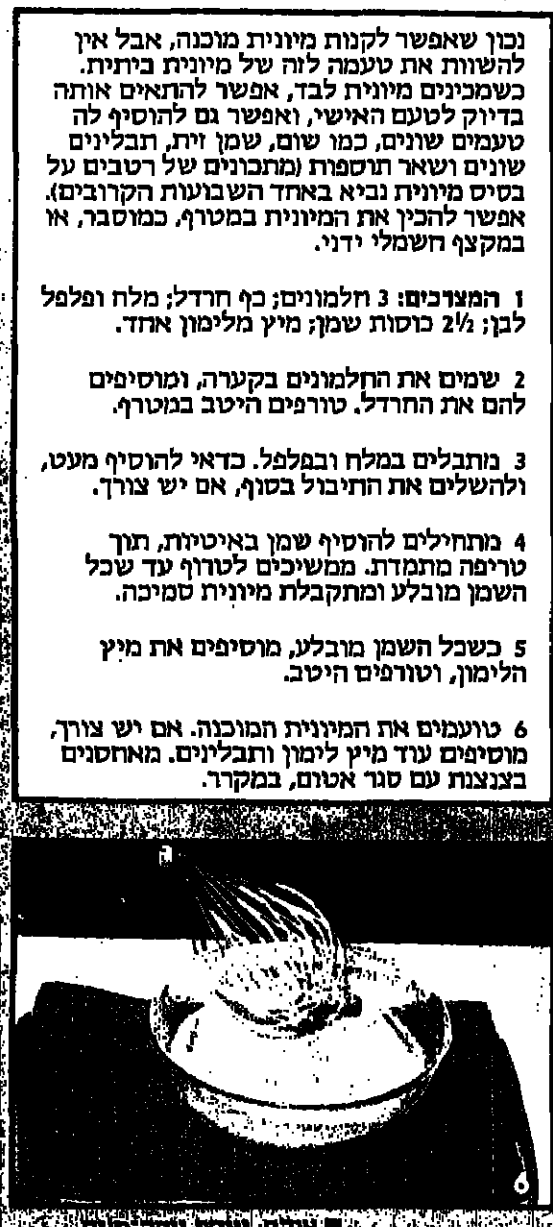 נכון שאפשר לקנות מיונית מוכנה, אבל אין
להשוות את טעמה לזה של מיונית ביתית.
כשמכינים מיונית לבד, אפשר להתאים אותה
בדיוק לטעם האישי, ואפשר גם להוסיף לה
טעמים שונים, כמו שום, שמן זית, תבלינים
שונים ושאר תוספות (מתכונים של רטבים על
בסיס מיונית נביא באחד השבועות הקרובים).
אפשר להכין את המיונית במטרף, כמוסבר, או
במקצף חשמלי ידני.
1 המצרכים: 3 חלמונים; כף חרדל; מלח ופלפל
לבן; 2½ כוסות שמן; מיץ מלימון אחד.
2 שמים את החלמונים בקערה, ומוסיפים
להם את החרדל. טורפים היטב במטרף.
3 מתבלים במלח ובפלפל. כדאי להוסיף מעט,
ולהשלים את התיבול בסוף, אם יש צורך.
4 מתחילים להוסיף שמן באיטיות, תוך
טריפה מתמדת. ממשיכים לטרוף עד שכל
השמן מובלע ומתקבלת מיונית סמיכה.
5 כשכל השמן מובלע, מוסיפים את מיץ
הלימון, וטורפים היטב.
6 טועמים את המיונית המוכנה. אם יש צורך,
מוסיפים עוד מיץ לימון ותבלינים. מאחסנים
בצנצנת עם סגר אטום, במקרר.
6